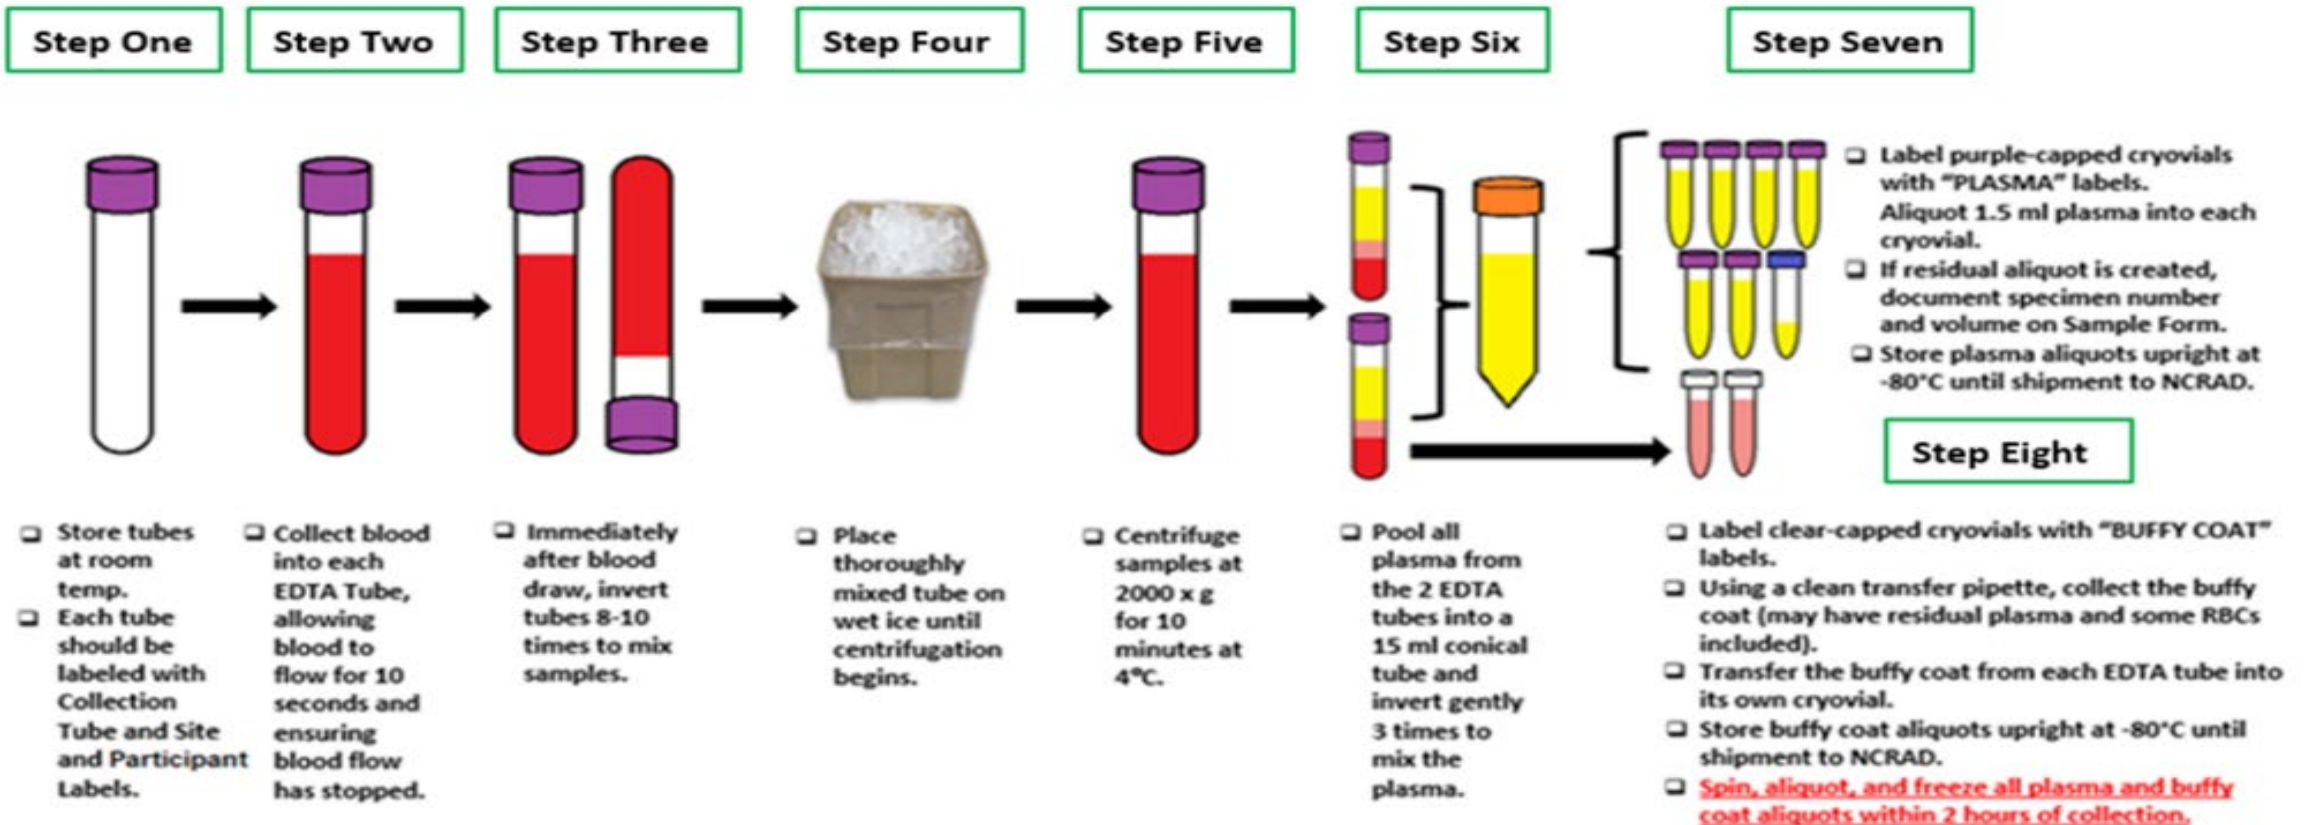 Step One
Step Two
Step Three
Step Four
Step Five
Step Six
Step Seven
❑ Label purple-capped cryovials
with “PLASMA” labels.
Aliquot 1.5 ml plasma into each
cryovial.
❑ If residual aliquot is created,
document specimen number
and volume on Sample Form.
❑ Store plasma aliquots upright at
-80°C until shipment to NCRAD.
Step Eight
❑ Store tubes
at room
temp.
❑ Each tube
should be
labeled with
Collection
Tube and Site
and Participant
Labels.
❑ Collect blood
into each
EDTA Tube,
allowing
blood to
flow for 10
seconds and
ensuring
blood flow
has stopped.
❑ Immediately
after blood
draw, invert
tubes 8-10
times to mix
samples.
❑ Place
thoroughly
mixed tube on
wet ice until
centrifugation
begins.
❑ Centrifuge
samples at
2000 x g
for 10
minutes at
4°C.
❑ Pool all
plasma from
the 2 EDTA
tubes into a
15 ml conical
tube and
invert gently
3 times to
mix the
plasma.
❑ Label clear-capped cryovials with “BUFFY COAT”
labels.
❑ Using a clean transfer pipette, collect the buffy
coat (may have residual plasma and some RBCs
included).
❑ Transfer the buffy coat from each EDTA tube into
its own cryovial.
❑ Store buffy coat aliquots upright at -80°C until
shipment to NCRAD.
❑ Spin, aliquot, and freeze all plasma and buffy
coat aliquots within 2 hours of collection.